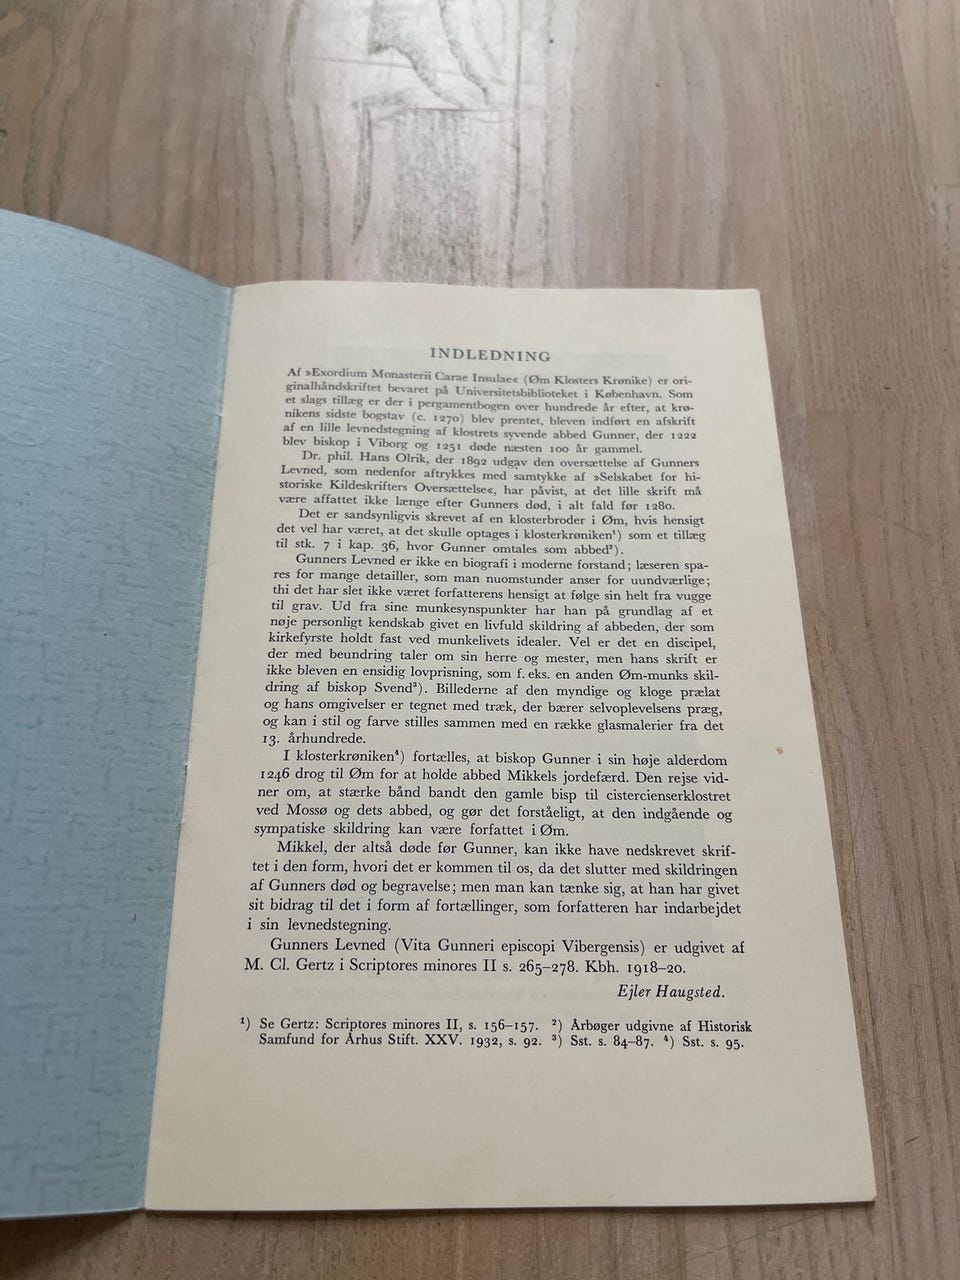 INDLEDNING
Af »Exordium Monasterii Carae Insulae« (Øm Klosters Krønike) er ori-
ginalhåndskriftet bevaret på Universitetsbiblioteket i København. Som
et slags tillæg er der i pergamentbogen over hundrede år efter, at krø-
nikens sidste bogstav (c. 1270) blev prentet, bleven indført en afskrift
af en lille levnedstegning af klostrets syvende abbed Gunner, der 1222
blev biskop i Viborg og 1251 døde næsten 100 år gammel.
Dr. phil. Hans Olrik, der 1892 udgav den oversættelse af Gunners
Levned, som nedenfor aftrykkes med samtykke af »Selskabet for hi-
storiske Kildeskrifters Oversættelse«, har påvist, at det lille skrift må
være affattet ikke længe efter Gunners død, i alt fald før 1280.
Det er sandsynligvis skrevet af en klosterbroder i Øm, hvis hensigt
det vel har været, at det skulle optages i klosterkrøniken¹) som et tillæg
til stk. 7 i kap. 36, hvor Gunner omtales som abbed²).
Gunners Levned er ikke en biografi i moderne forstand; læseren spa-
res for mange detailler, som man nuomstunder anser for uundværlige;
thi det har slet ikke været forfatterens hensigt at følge sin helt fra vugge
til grav. Ud fra sine munkesynspunkter har han på grundlag af et
nøje personligt kendskab givet en livfuld skildring af abbeden, der som
kirkefyrste holdt fast ved munkelivets idealer. Vel er det en discipel,
der med beundring taler om sin herre og mester, men hans skrift er
ikke bleven en ensidig lovprisning, som f. eks. en anden Øm-munks skil-
dring af biskop Svend³). Billederne af den myndige og kloge prælat
og hans omgivelser er tegnet med træk, der bærer selvoplevelsens præg,
og kan i stil og farve stilles sammen med en række glasmalerier fra det
13. århundrede.
I klosterkrøniken⁴) fortælles, at biskop Gunner i sin høje alderdom
1246 drog til Øm for at holde abbed Mikkels jordefærd. Den rejse vid-
ner om, at stærke bånd bandt den gamle bisp til cistercienserklostret
ved Mossø og dets abbed, og gør det forståeligt, at den indgående og
sympatiske skildring kan være forfattet i Øm.
Mikkel, der altså døde før Gunner, kan ikke have nedskrevet skrif-
tet i den form, hvori det er kommen til os, da det slutter med skildringen
af Gunners død og begravelse; men man kan tænke sig, at han har givet
sit bidrag til det i form af fortællinger, som forfatteren har indarbejdet
i sin levnedstegning.
Gunners Levned (Vita Gunneri episcopi Vibergensis) er udgivet af
M. Cl. Gertz i Scriptores minores II s. 265–278. Kbh. 1918–20.
Ejler Haugsted.
¹) Se Gertz: Scriptores minores II, s. 156–157. ²) Årbøger udgivne af Historisk
Samfund for Århus Stift. XXV. 1932, s. 92. ³) Sst. s. 84–87. ⁴) Sst. s. 95.